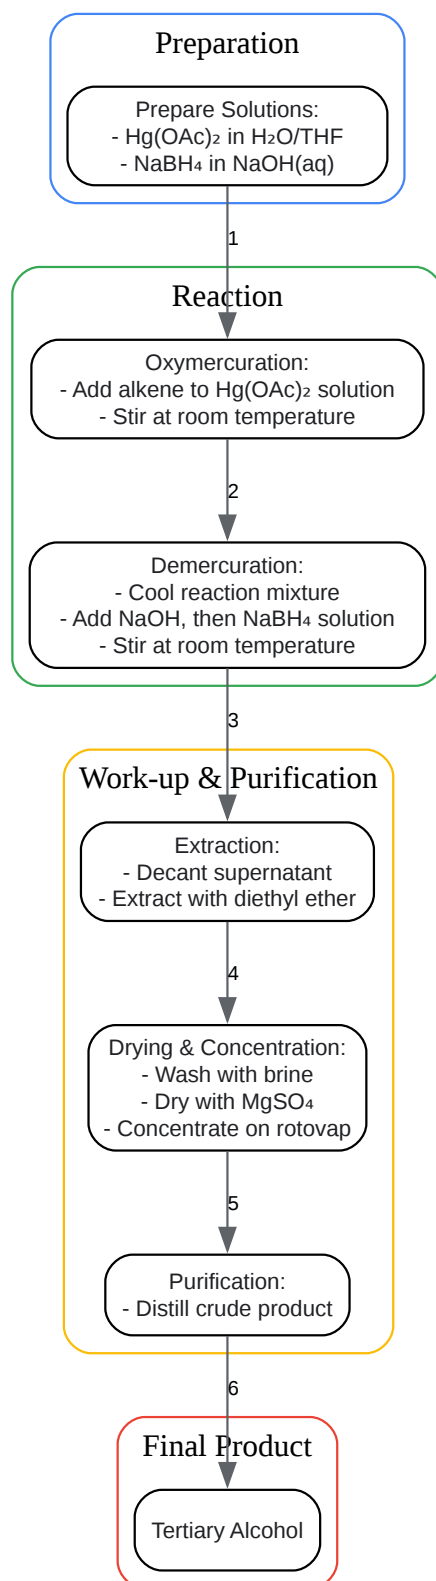 Preparation
Prepare Solutions:
- Hg(OAc)₂ in H₂O/THF
- NaBH₄ in NaOH(aq)
1
Reaction
Oxymercuration:
- Add alkene to Hg(OAc)₂ solution
- Stir at room temperature
2
Demercuration:
- Cool reaction mixture
- Add NaOH, then NaBH₄ solution
- Stir at room temperature
3
Work-up & Purification
Extraction:
- Decant supernatant
- Extract with diethyl ether
4
Drying & Concentration:
- Wash with brine
- Dry with MgSO₄
- Concentrate on rotovap
5
Purification:
- Distill crude product
6
Final Product
Tertiary Alcohol